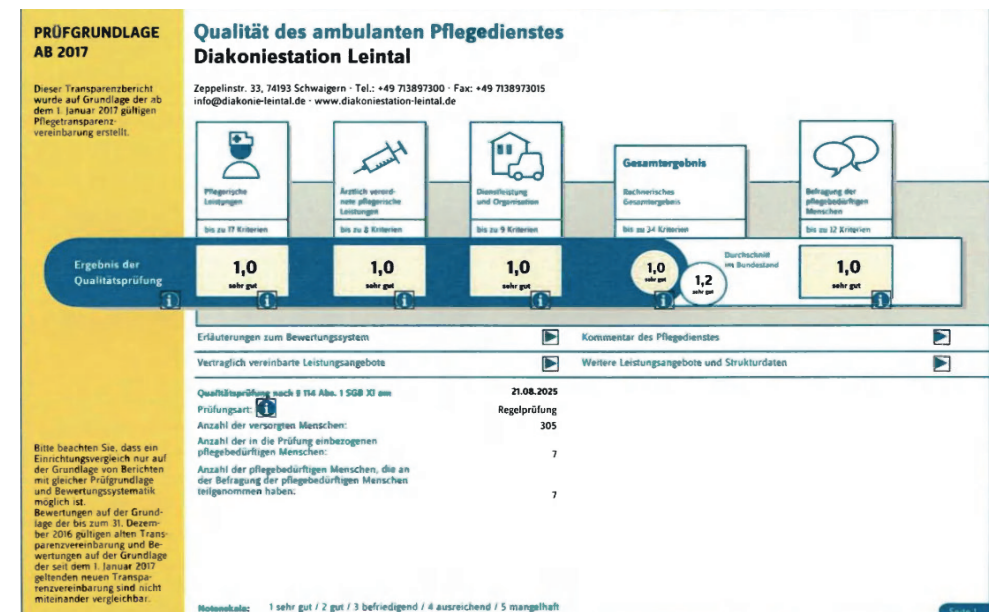 PRÜFGRUNDLAGE
AB 2017
Dieser Transparenzbericht
wurde auf Grundlage der ab
dem 1. Januar 2017 gültigen
Pflegetransparenz-
vereinbarung erstellt.
Qualität des ambulanten Pflegedienstes
Diakoniestation Leintal
Zeppelinstr. 33, 74193 Schwaigern · Tel.: +49 713897300 · Fax: +49 7138973015
info@diakonie-leintal.de · www.diakoniestation-leintal.de
Pflegerische
Leistungen
bis zu 17 Kriterien
Ärztlich verord-
nete pflegerische
Leistungen
bis zu 8 Kriterien
Dienstleistung
und Organisation
bis zu 9 Kriterien
Gesamtergebnis
Rechnerisches
Gesamtergebnis
bis zu 34 Kriterien
Befragung der
pflegebedürftigen
Menschen
bis zu 12 Kriterien
Ergebnis der
Qualitätsprüfung
1,0
sehr gut
1,0
sehr gut
1,0
sehr gut
1,0
sehr gut
1,2
sehr gut
Durchschnitt
im Bundesland
1,0
sehr gut
Erläuterungen zum Bewertungssystem
Kommentar des Pflegedienstes
Vertraglich vereinbarte Leistungsangebote
Weitere Leistungsangebote und Strukturdaten
Qualitätsprüfung nach § 114 Abs. 1 SGB XI am 21.08.2025
Prüfungsart: Regelprüfung
Anzahl der versorgten Menschen: 305
Anzahl der in die Prüfung einbezogenen
pflegebedürftigen Menschen: 7
Anzahl der pflegebedürftigen Menschen, die an
der Befragung der pflegebedürftigen Menschen
teilgenommen haben: 7
Bitte beachten Sie, dass ein
Einrichtungsvergleich nur auf
der Grundlage von Berichten
mit gleicher Prüfgrundlage
und Bewertungssystematik
möglich ist.
Bewertungen auf der Grund-
lage der bis zum 31. Dezem-
ber 2016 gültigen alten Trans-
parenzvereinbarung und Be-
wertungen auf der Grundlage
der seit dem 1. Januar 2017
geltenden neuen Transpa-
renzvereinbarung sind nicht
miteinander vergleichbar.
Notenskala: 1 sehr gut / 2 gut / 3 befriedigend / 4 ausreichend / 5 mangelhaft
Seite 1